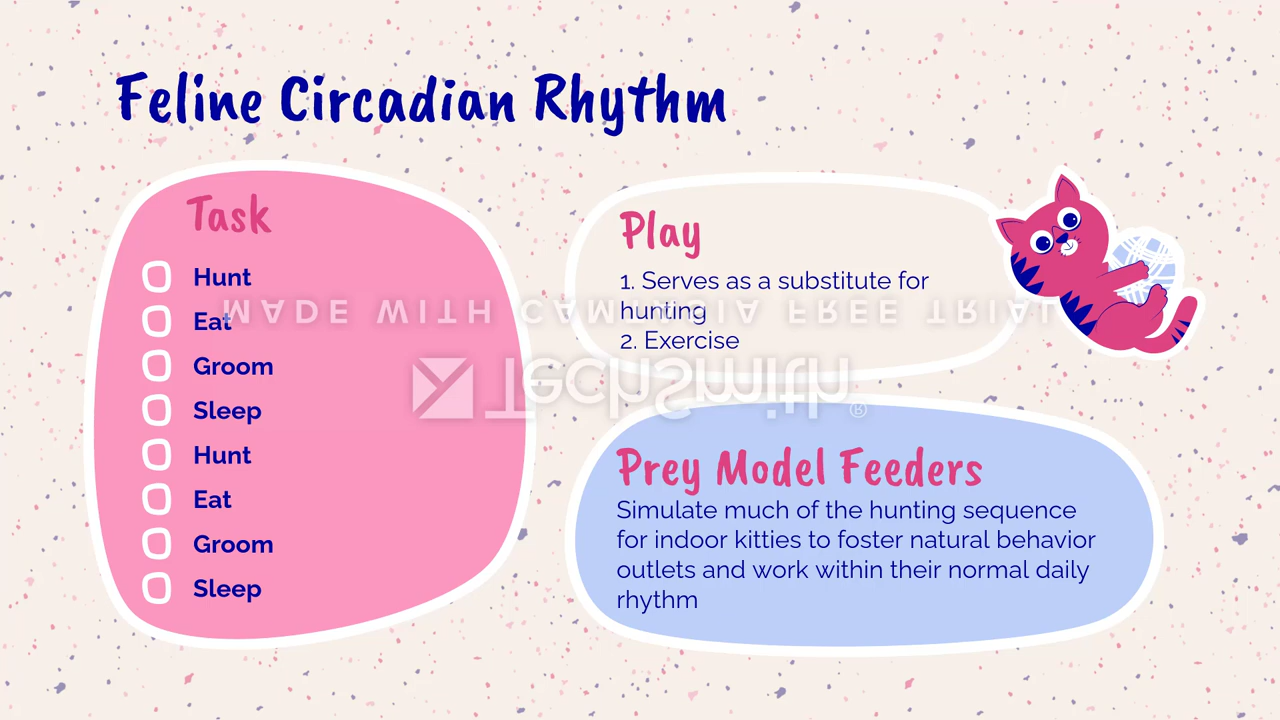 Feline Circadian Rhythm
Task
Hunt
Eat
Groom
Sleep
Hunt
Eat
Groom
Sleep
Play
1. Serves as a substitute for
hunting
2. Exercise
Prey Model Feeders
Simulate much of the hunting sequence
for indoor kitties to foster natural behavior
outlets and work within their normal daily
rhythm
MADE WITH CAMTASIA FREE TRIAL
TechSmith®